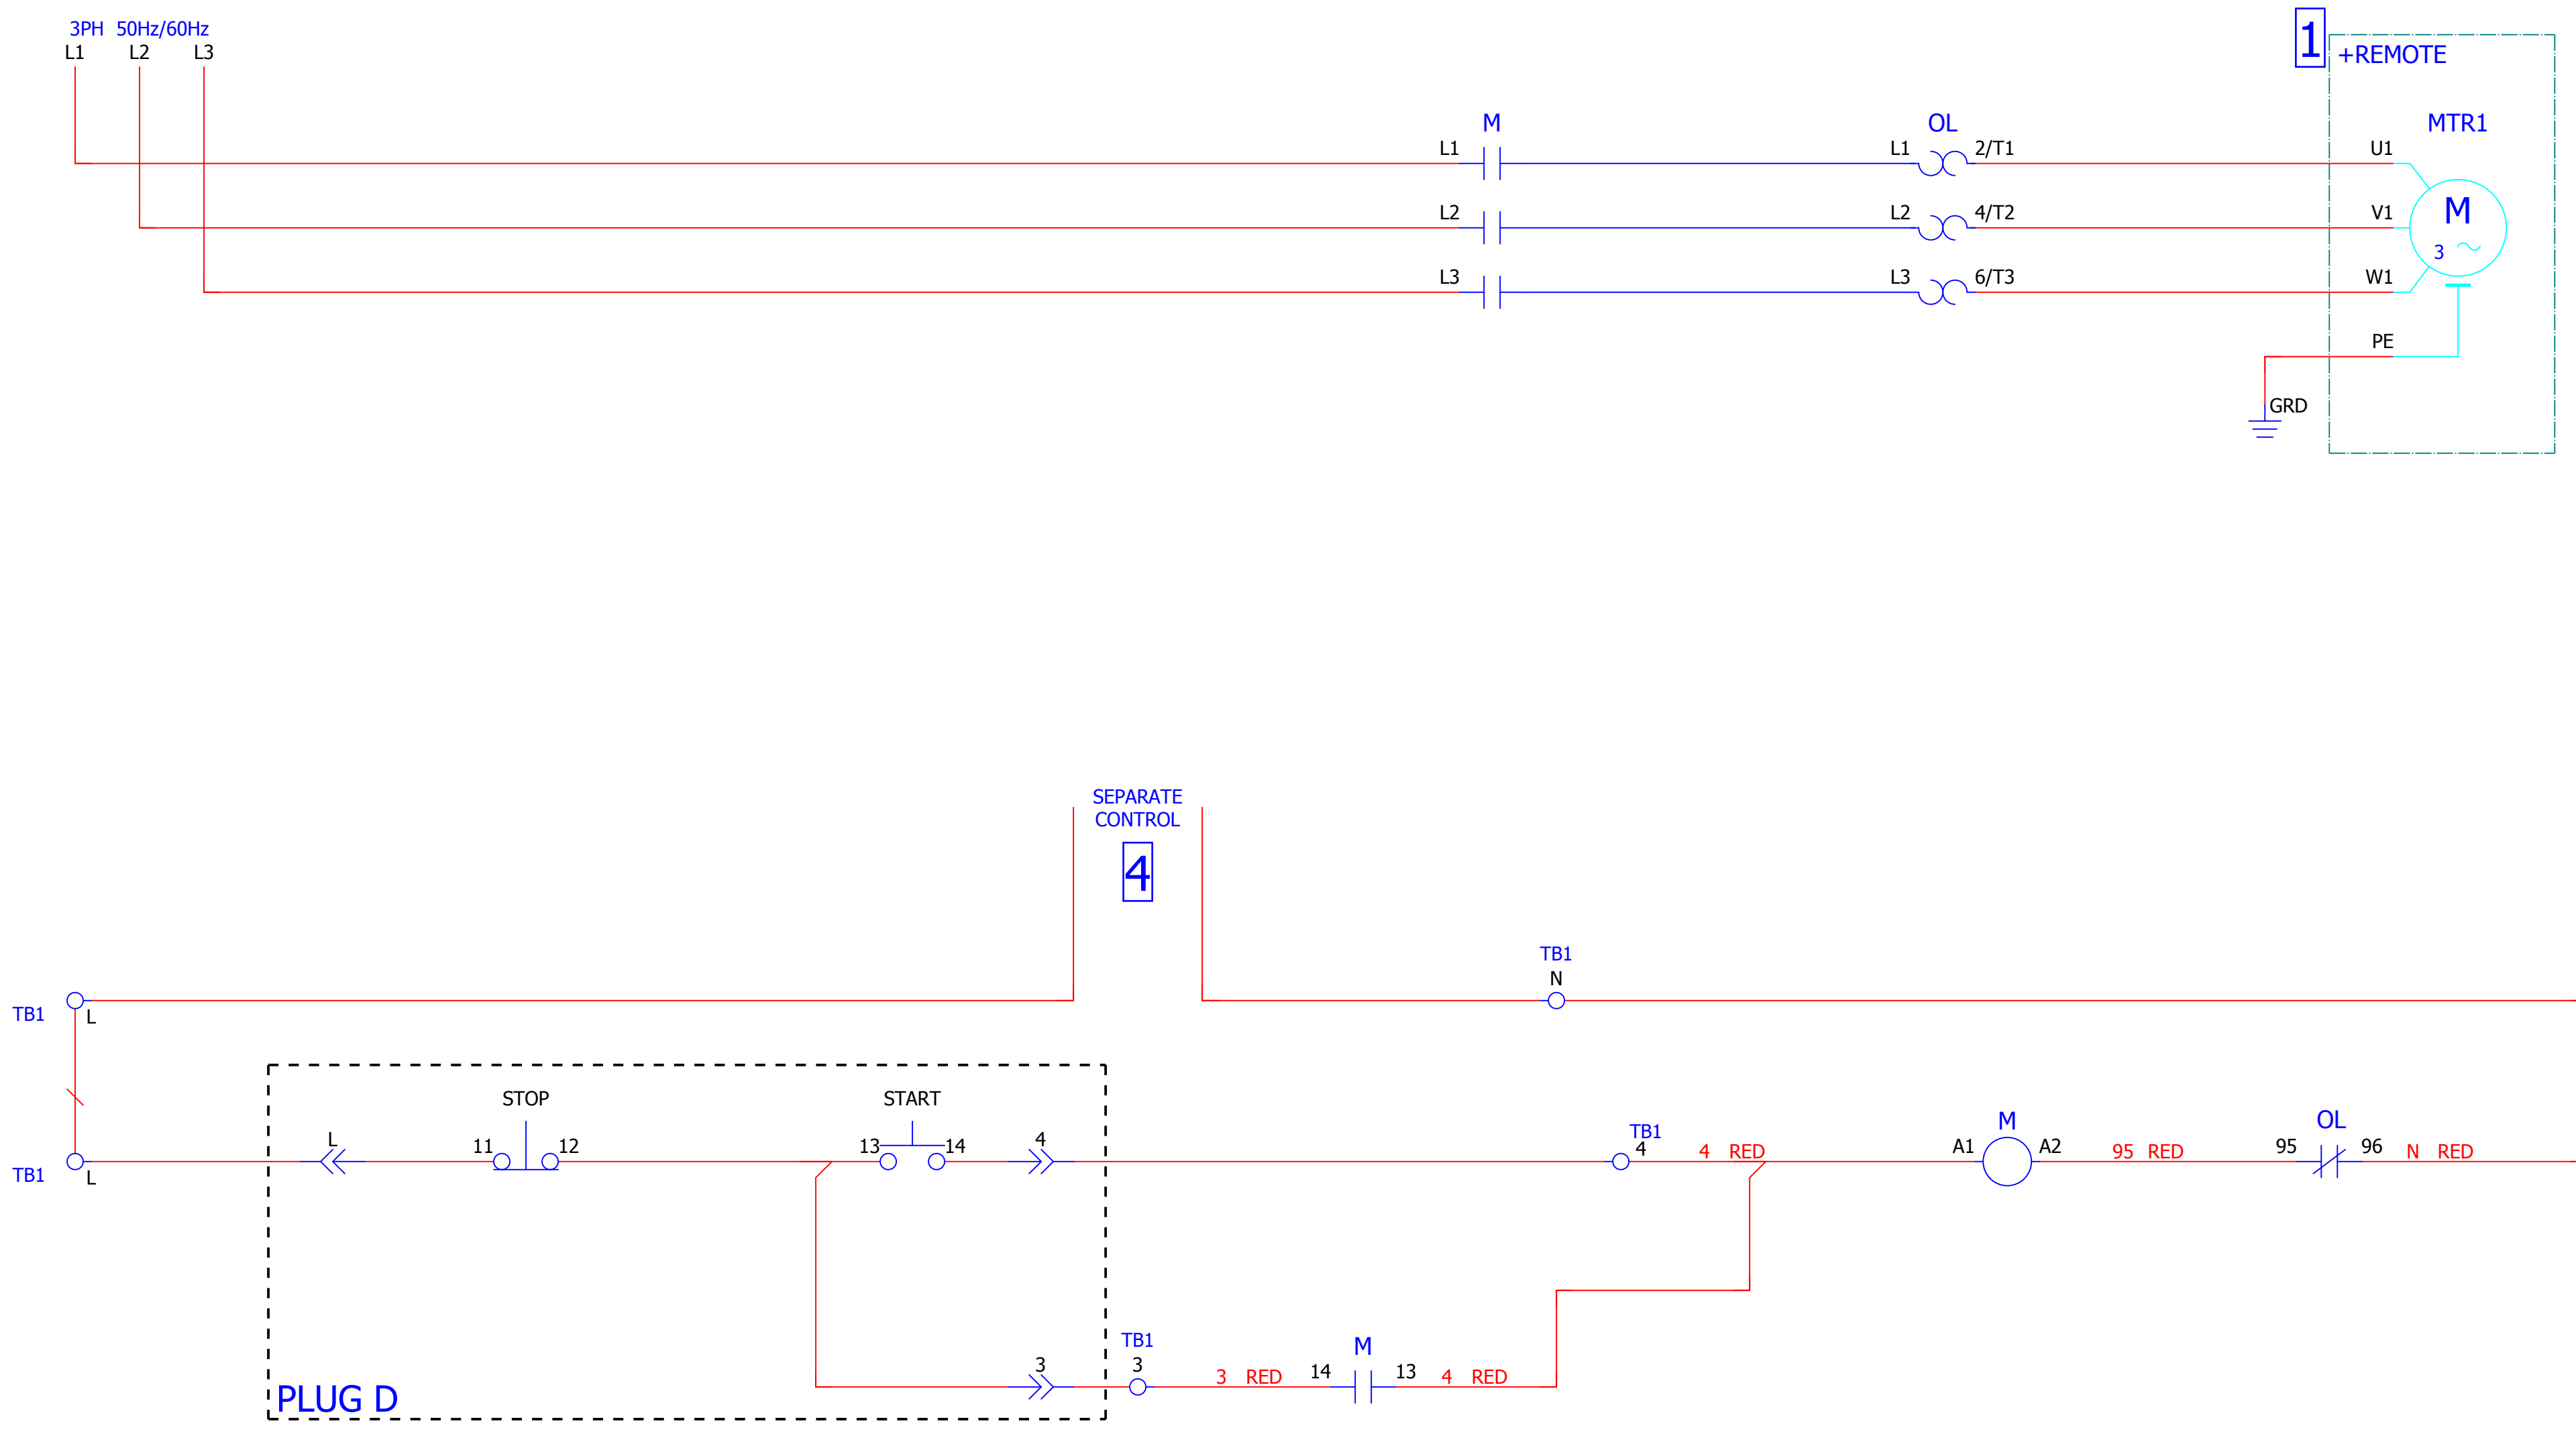 3PH 50Hz/60Hz
L1 L2 L3
1
+REMOTE
M OL MTR1
L1 L1 2/T1 U1
L2 L2 4/T2 V1
M
3
L3 L3 6/T3 W1
PE
GRD
SEPARATE
CONTROL
4
TB1
N
TB1 L
STOP START
TB1 L
L 11 12 13 14 4
TB1
4 4 RED
M
A1 A2 95 RED
OL
95 96 N RED
TB1 M
3 3 3 RED 14 13 4 RED
PLUG D